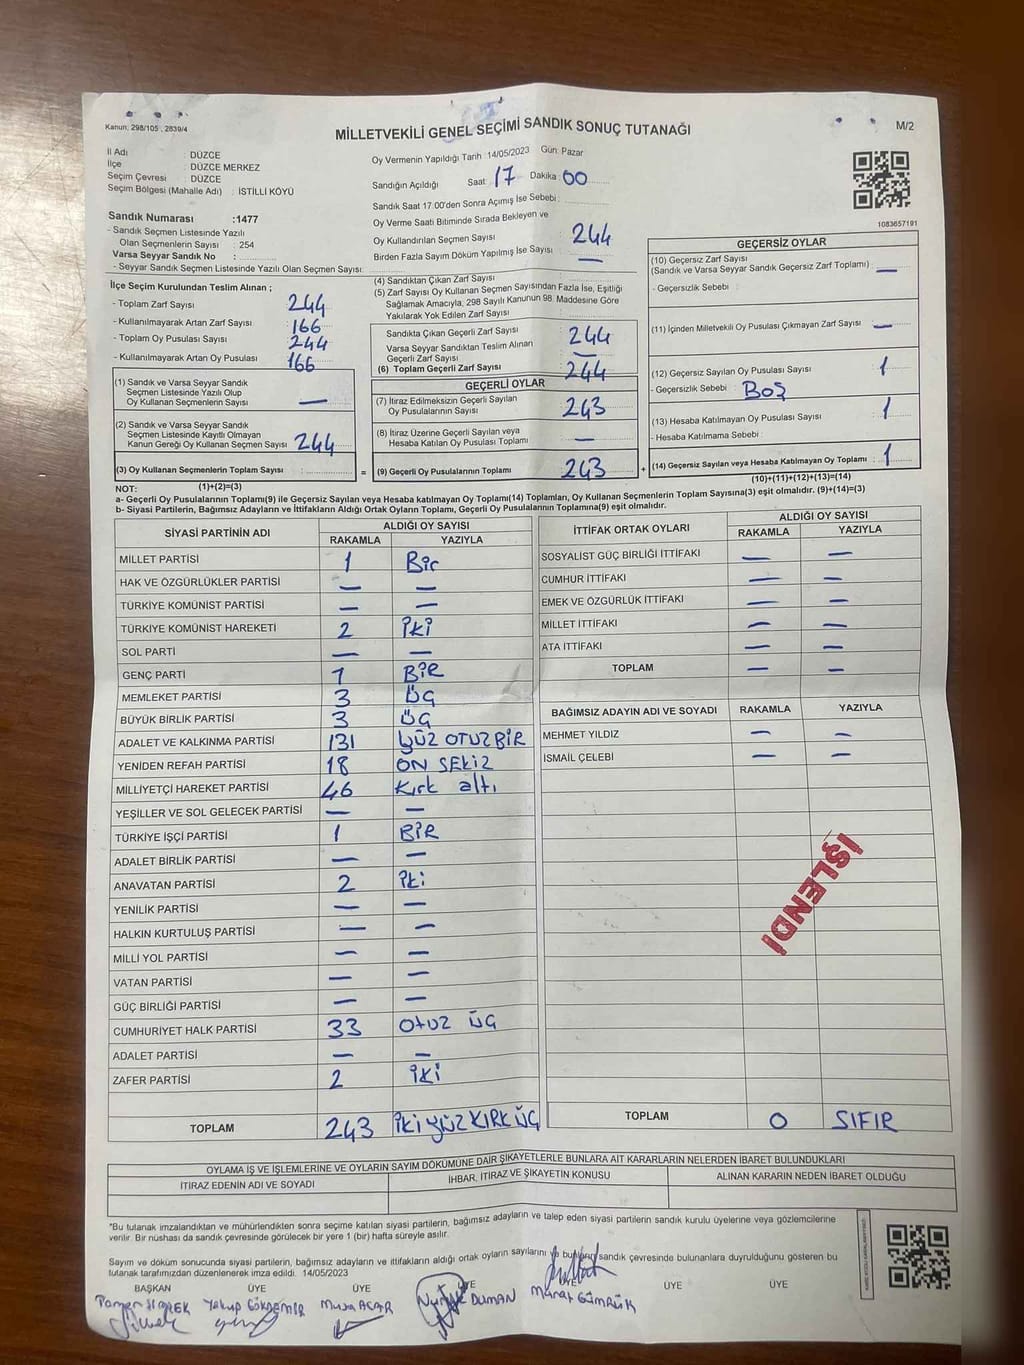 Kanun; 298/105 , 2839/4
MİLLETVEKİLİ GENEL SEÇİMİ SANDIK SONUÇ TUTANAĞI
M/2
İl Adı : DÜZCE
İlçe : DÜZCE MERKEZ
Seçim Çevresi : DÜZCE
Seçim Bölgesi (Mahalle Adı) : İSTİLLİ KÖYÜ
Oy Vermenin Yapıldığı Tarih :14/05/2023 Gün: Pazar
Sandığın Açıldığı Saat: 17 Dakika: 00
Sandık Saat 17.00'den Sonra Açımış İse Sebebi:
Sandık Numarası :1477
- Sandık Seçmen Listesinde Yazılı
Olan Seçmenlerin Sayısı : 254
Varsa Seyyar Sandık No :
- Seyyar Sandık Seçmen Listesinde Yazılı Olan Seçmen Sayısı:
Oy Verme Saati Bitiminde Sırada Bekleyen ve
Oy Kullandırılan Seçmen Sayısı 244
Birden Fazla Sayım Döküm Yapılmış İse Sayısı —
1083657191
İlçe Seçim Kurulundan Teslim Alınan ;
- Toplam Zarf Sayısı 244
- Kullanılmayarak Artan Zarf Sayısı 166
- Toplam Oy Pusulası Sayısı 244
- Kullanılmayarak Artan Oy Pusulası 166
(1) Sandık ve Varsa Seyyar Sandık
Seçmen Listesinde Yazılı Olup
Oy Kullanan Seçmenlerin Sayısı —
(2) Sandık ve Varsa Seyyar Sandık
Seçmen Listesinde Kayıtlı Olmayan
Kanun Gereği Oy Kullanan Seçmen Sayısı 244
(3) Oy Kullanan Seçmenlerin Toplam Sayısı : =
(1)+(2)=(3)
(4) Sandıktan Çıkan Zarf Sayısı
(5) Zarf Sayısı Oy Kullanan Seçmen Sayısından Fazla İse, Eşitliği
Sağlamak Amacıyla, 298 Sayılı Kanunun 98. Maddesine Göre
Yakılarak Yok Edilen Zarf Sayısı
Sandıkta Çıkan Geçerli Zarf Sayısı 244
Varsa Seyyar Sandıktan Teslim Alınan
Geçerli Zarf Sayısı —
(6) Toplam Geçerli Zarf Sayısı 244
GEÇERLİ OYLAR
(7) İtiraz Edilmeksizin Geçerli Sayılan
Oy Pusulalarının Sayısı 243
(8) İtiraz Üzerine Geçerli Sayılan veya
Hesaba Katılan Oy Pusulası Toplamı —
(9) Geçerli Oy Pusulalarının Toplamı 243 +
GEÇERSİZ OYLAR
(10) Geçersiz Zarf Sayısı
(Sandık ve Varsa Seyyar Sandık Geçersiz Zarf Toplamı) —
- Geçersizlik Sebebi :
(11) İçinden Milletvekili Oy Pusulası Çıkmayan Zarf Sayısı —
(12) Geçersiz Sayılan Oy Pusulası Sayısı 1
- Geçersizlik Sebebi : BOŞ
(13) Hesaba Katılmayan Oy Pusulası Sayısı 1
- Hesaba Katılmama Sebebi :
(14) Geçersiz Sayılan veya Hesaba Katılmayan Oy Toplamı : 1
(10)+(11)+(12)+(13)=(14)
NOT:
a- Geçerli Oy Pusulalarının Toplamı(9) ile Geçersiz Sayılan veya Hesaba katılmayan Oy Toplamı(14) Toplamları, Oy Kullanan Seçmenlerin Toplam Sayısına(3) eşit olmalıdır. (9)+(14)=(3)
b- Siyasi Partilerin, Bağımsız Adayların ve İttifakların Aldığı Ortak Oyların Toplamı, Geçerli Oy Pusulalarının Toplamına(9) eşit olmalıdır.
SİYASİ PARTİNİN ADI ALDIĞI OY SAYISI
RAKAMLA YAZIYLA
MİLLET PARTİSİ 1 Bir
HAK VE ÖZGÜRLÜKLER PARTİSİ — —
TÜRKİYE KOMÜNİST PARTİSİ — —
TÜRKİYE KOMÜNİST HAREKETİ 2 iki
SOL PARTİ — —
GENÇ PARTİ 1 BİR
MEMLEKET PARTİSİ 3 ÜÇ
BÜYÜK BİRLİK PARTİSİ 3 ÜÇ
ADALET VE KALKINMA PARTİSİ 131 YÜZ OTUZ BİR
YENİDEN REFAH PARTİSİ 18 ON SEKİZ
MİLLİYETÇİ HAREKET PARTİSİ 46 Kırk altı
YEŞİLLER VE SOL GELECEK PARTİSİ — —
TÜRKİYE İŞÇİ PARTİSİ 1 BİR
ADALET BİRLİK PARTİSİ — —
ANAVATAN PARTİSİ 2 iki
YENİLİK PARTİSİ — —
HALKIN KURTULUŞ PARTİSİ — —
MİLLİ YOL PARTİSİ — —
VATAN PARTİSİ — —
GÜÇ BİRLİĞİ PARTİSİ — —
CUMHURİYET HALK PARTİSİ 33 Otuz ÜÇ
ADALET PARTİSİ — —
ZAFER PARTİSİ 2 iKi
TOPLAM 243 İKİ YÜZ KIRK ÜÇ
İTTİFAK ORTAK OYLARI ALDIĞI OY SAYISI
RAKAMLA YAZIYLA
SOSYALİST GÜÇ BİRLİĞİ İTTİFAKI — —
CUMHUR İTTİFAKI — —
EMEK VE ÖZGÜRLÜK İTTİFAKI — —
MİLLET İTTİFAKI — —
ATA İTTİFAKI — —
TOPLAM — —
BAĞIMSIZ ADAYIN ADI VE SOYADI RAKAMLA YAZIYLA
MEHMET YILDIZ — —
İSMAİL ÇELEBİ — —
İŞLENDİ
TOPLAM 0 SIFIR
OYLAMA İŞ VE İŞLEMLERİNE VE OYLARIN SAYIM DÖKÜMÜNE DAİR ŞİKAYETLERLE BUNLARA AİT KARARLARIN NELERDEN İBARET BULUNDUKLARI
İTİRAZ EDENİN ADI VE SOYADI İHBAR, İTİRAZ VE ŞİKAYETİN KONUSU ALINAN KARARIN NEDEN İBARET OLDUĞU
*Bu tutanak imzalandıktan ve mühürlendikten sonra seçime katılan siyasi partilerin, bağımsız adayların ve talep eden siyasi partilerin sandık kurulu üyelerine veya gözlemcilerine
verilir. Bir nüshası da sandık çevresinde görülecek bir yere 1 (bir) hafta süreyle asılır.
Sayım ve döküm sonucunda siyasi partilerin, bağımsız adayların ve ittifakların aldığı ortak oyların sayılarını ve bu sandık çevresinde bulunanlara duyrulduğunu gösteren bu
tutanak tarafımızdan düzenlenerek imza edildi. 14/05/2023
BAŞKAN ÜYE ÜYE ÜYE ÜYE ÜYE ÜYE
Yakup GÖKDEMİR Musa ACAR DUMAN Murat GÜMRÜK